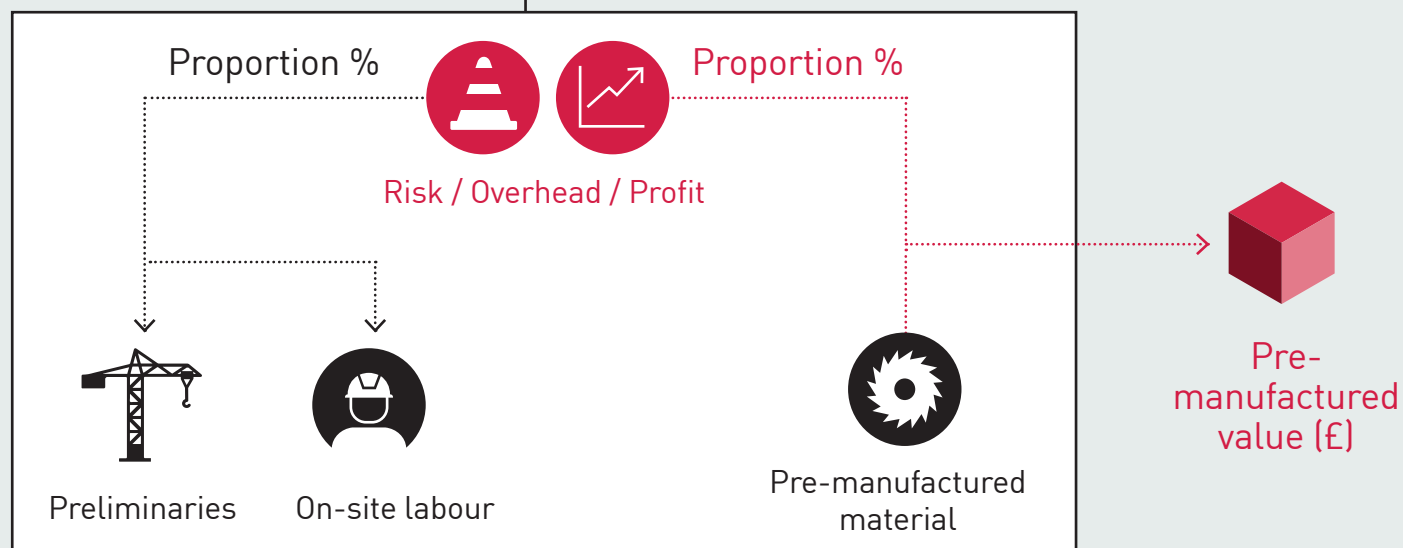 Proportion %
Proportion %
Risk / Overhead / Profit
Preliminaries
On-site labour
Pre-manufactured
material
Pre-
manufactured
value (£)